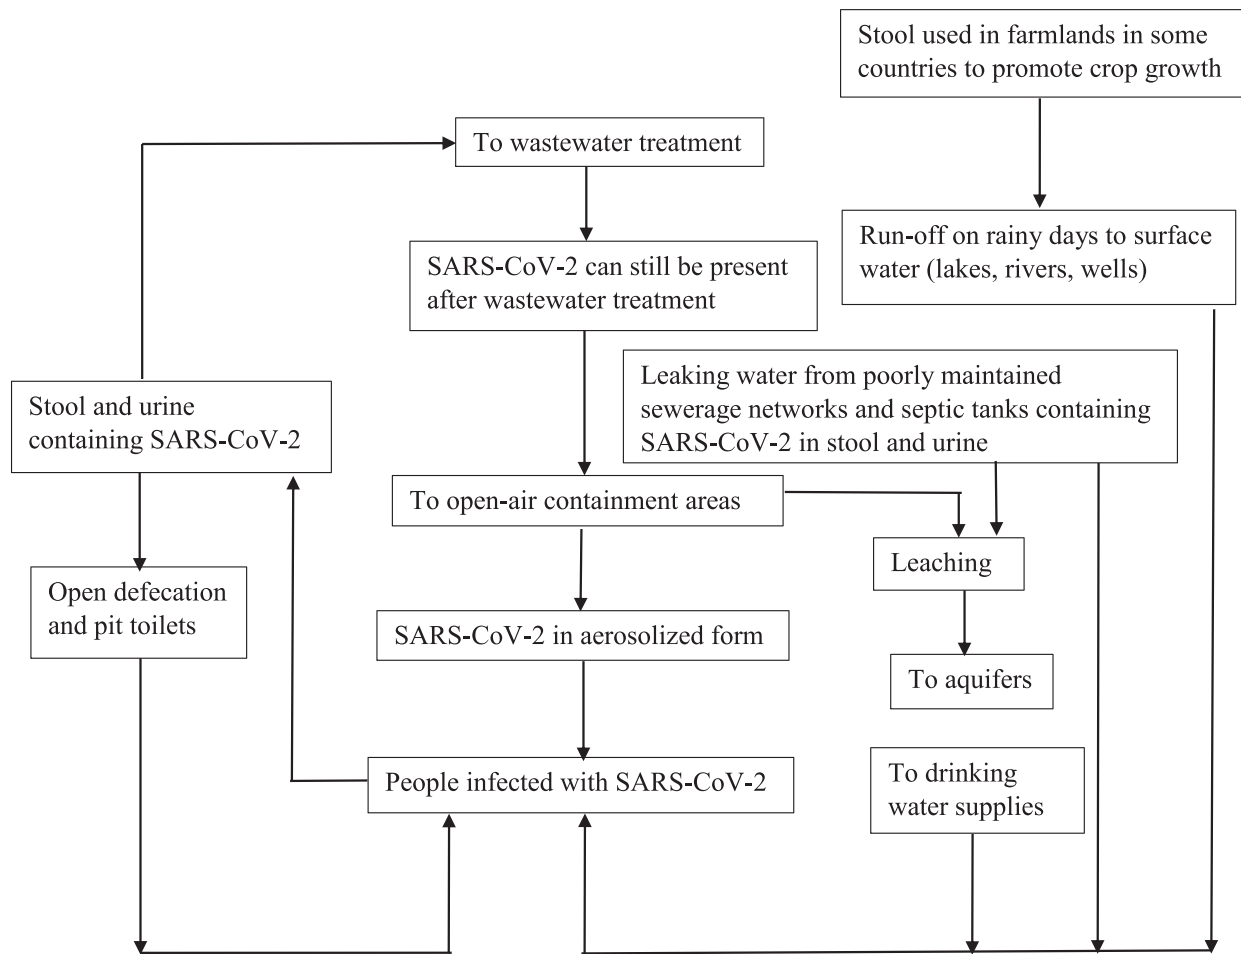 Stool used in farmlands in some
countries to promote crop growth
To wastewater treatment
Run-off on rainy days to surface
water (lakes, rivers, wells)
SARS-CoV-2 can still be present
after wastewater treatment
Leaking water from poorly maintained
sewerage networks and septic tanks containing
SARS-CoV-2 in stool and urine
Stool and urine
containing SARS-CoV-2
To open-air containment areas
Leaching
Open defecation
and pit toilets
SARS-CoV-2 in aerosolized form
To aquifers
People infected with SARS-CoV-2
To drinking
water supplies